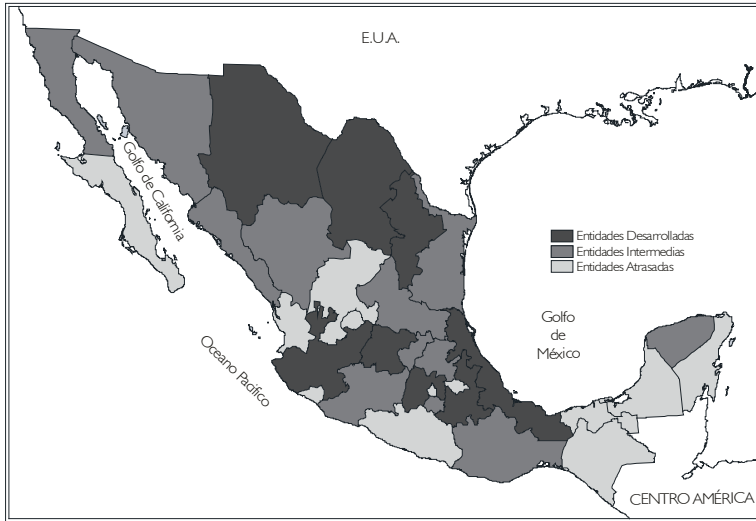 E.U.A.
Golfo de California
Entidades Desarrolladas
Entidades Intermedias
Entidades Atrasadas
Golfo
de
México
Oceano Pacifico
CENTRO AMÉRICA